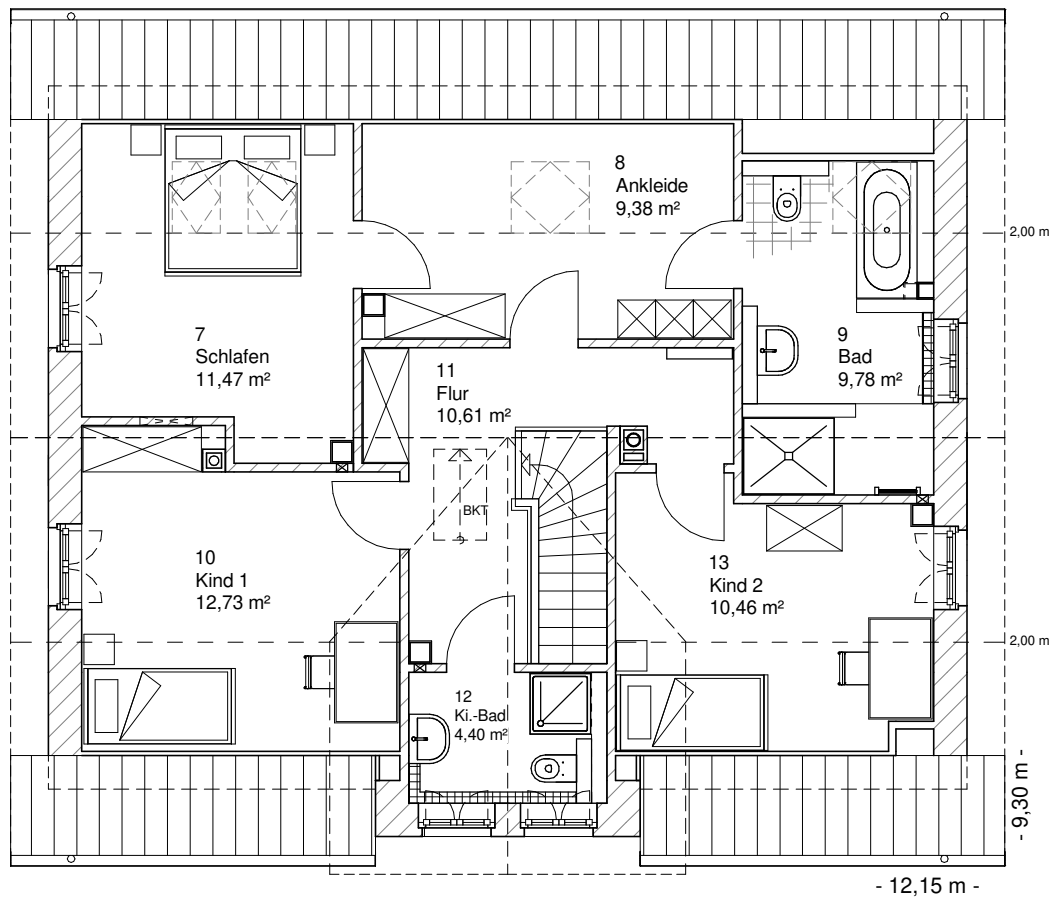 8
Ankleide
9,38 m²
2,00 m
7
Schlafen
11,47 m²
9
Bad
9,78 m²
11
Flur
10,61 m²
BKT
10
Kind 1
12,73 m²
13
Kind 2
10,46 m²
2,00 m
12
Ki.-Bad
4,40 m²
- 9,30 m -
- 12,15 m -